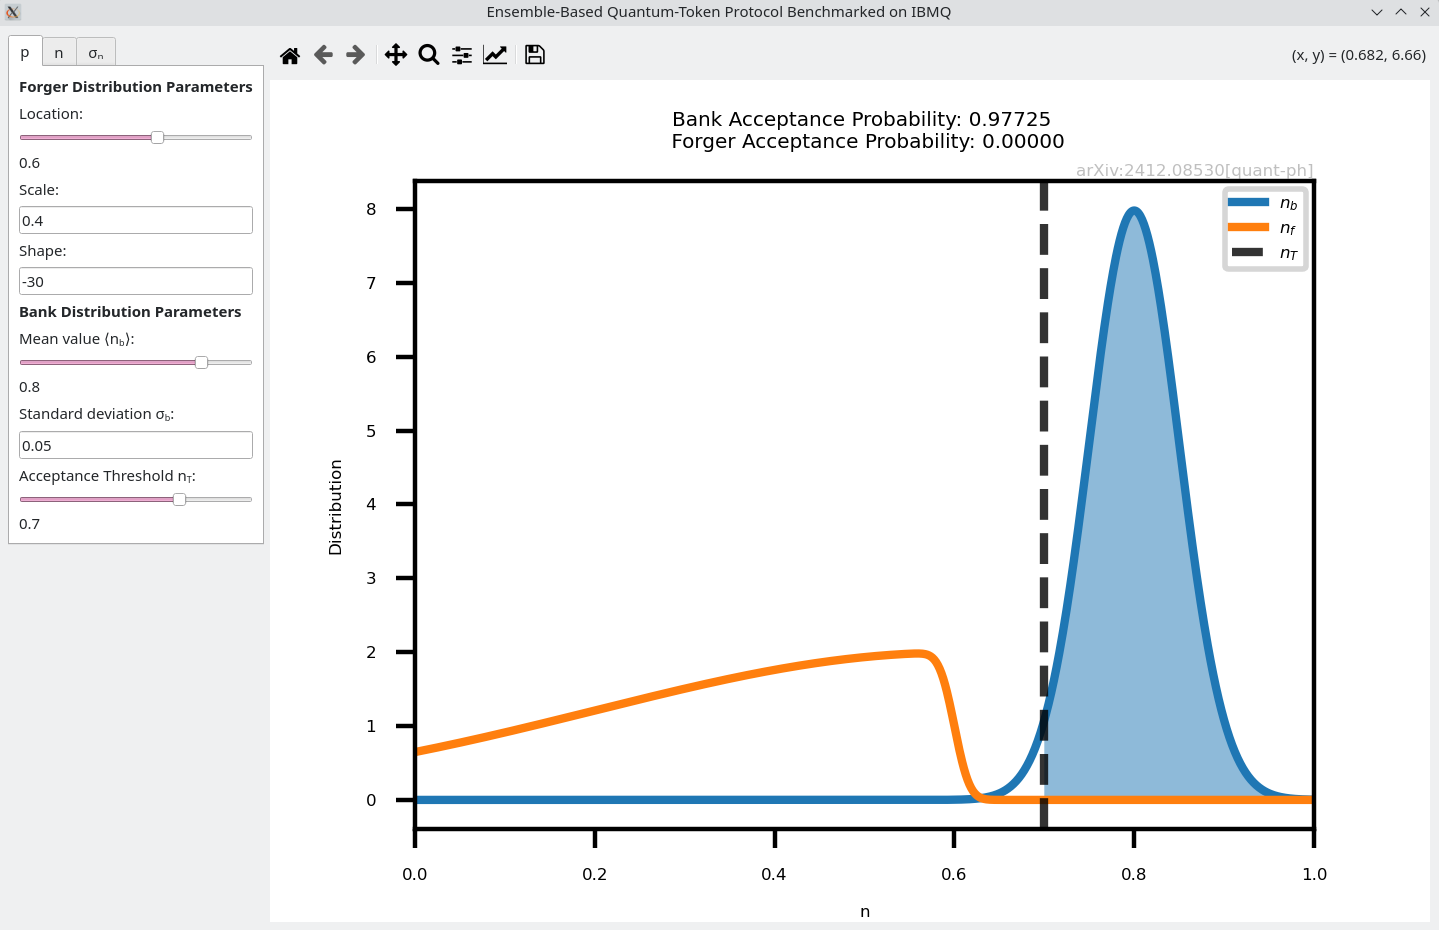 Ensemble-Based Quantum-Token Protocol Benchmarked on IBMQ
p n σₙ
(x, y) = (0.682, 6.66)
Forger Distribution Parameters
Location:
0.6
Scale:
0.4
Shape:
-30
Bank Distribution Parameters
Mean value ⟨n_b⟩:
0.8
Standard deviation σ_b:
0.05
Acceptance Threshold n_T:
0.7
Bank Acceptance Probability: 0.97725
Forger Acceptance Probability: 0.00000
arXiv:2412.08530[quant-ph]
n_b
n_f
n_T
Distribution
8
7
6
5
4
3
2
1
0
0.0 0.2 0.4 0.6 0.8 1.0
n